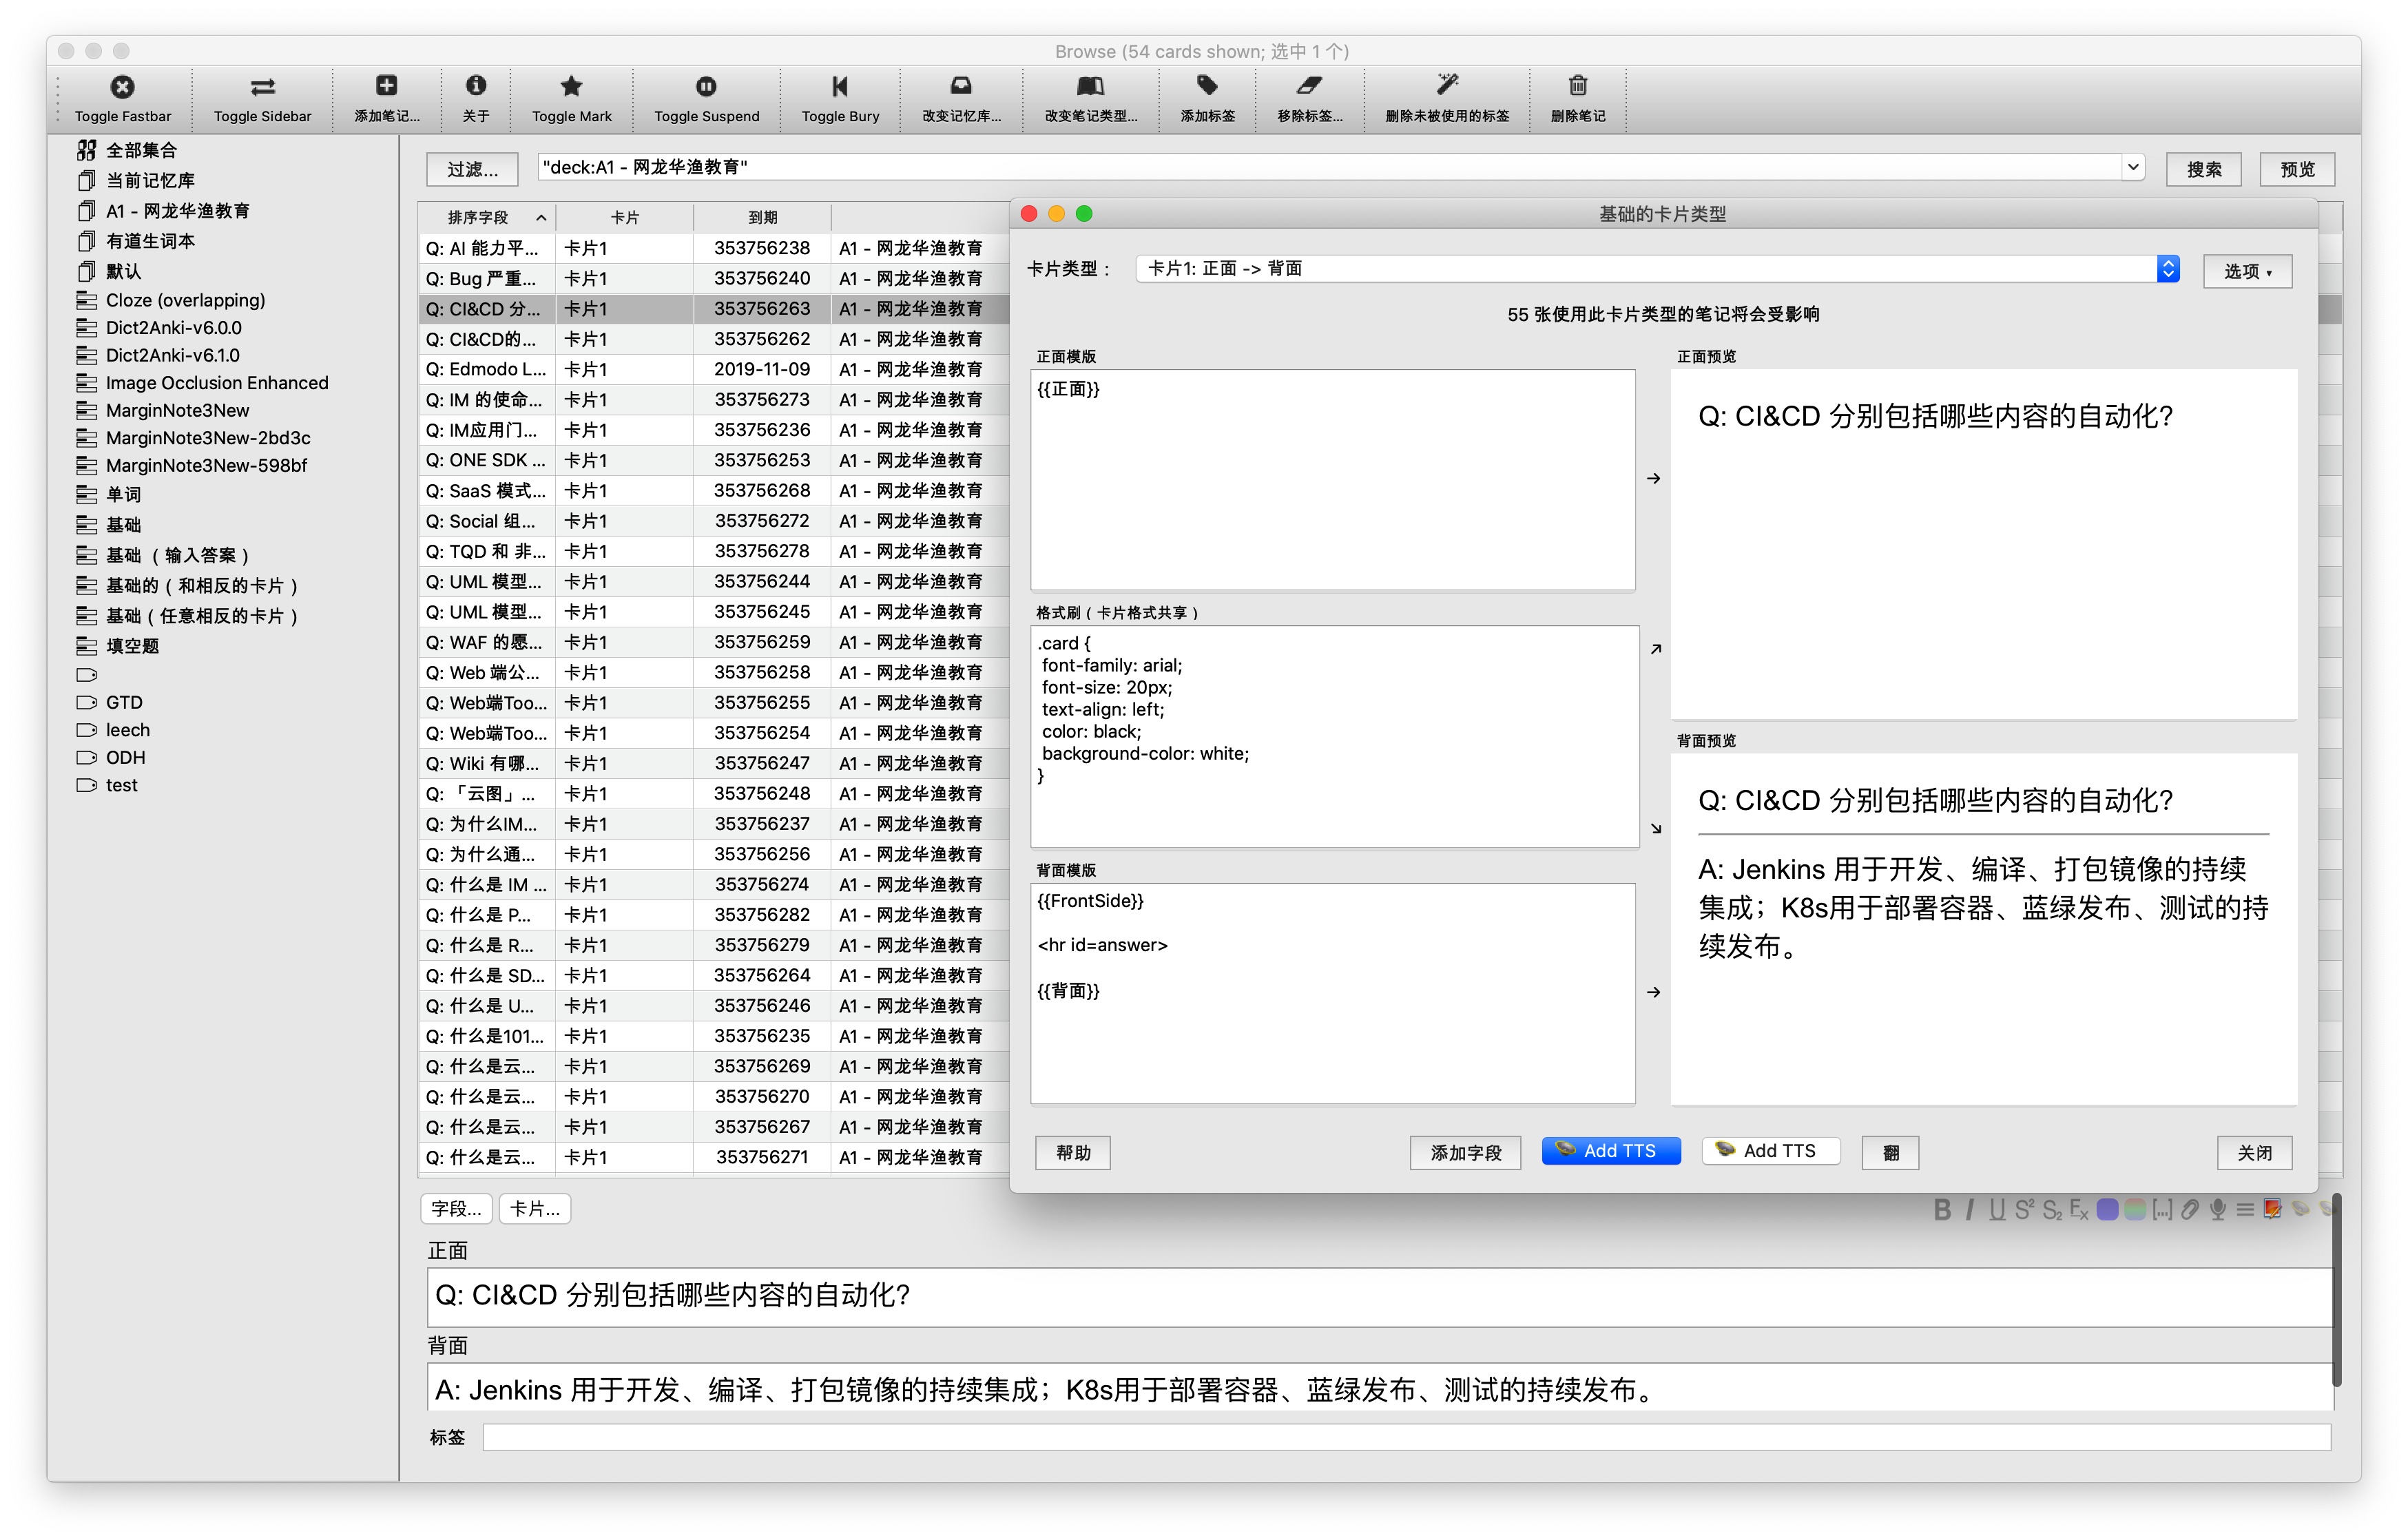 Browse (54 cards shown; 选中 1 个)
Toggle Fastbar
Toggle Sidebar
添加笔记...
关于
Toggle Mark
Toggle Suspend
Toggle Bury
改变记忆库...
改变笔记类型...
添加标签
移除标签...
删除未被使用的标签
删除笔记
全部集合
当前记忆库
A1 - 网龙华渔教育
有道生词本
默认
Cloze (overlapping)
Dict2Anki-v6.0.0
Dict2Anki-v6.1.0
Image Occlusion Enhanced
MarginNote3New
MarginNote3New-2bd3c
MarginNote3New-598bf
单词
基础
基础 （输入答案）
基础的（和相反的卡片）
基础（任意相反的卡片）
填空题
GTD
leech
ODH
test
过滤...
"deck:A1 - 网龙华渔教育"
搜索
预览
排序字段 卡片 到期
Q: AI 能力平... 卡片1 353756238 A1 - 网龙华渔教育
Q: Bug 严重... 卡片1 353756240 A1 - 网龙华渔教育
Q: CI&CD 分... 卡片1 353756263 A1 - 网龙华渔教育
Q: CI&CD的... 卡片1 353756262 A1 - 网龙华渔教育
Q: Edmodo L... 卡片1 2019-11-09 A1 - 网龙华渔教育
Q: IM 的使命... 卡片1 353756273 A1 - 网龙华渔教育
Q: IM应用门... 卡片1 353756236 A1 - 网龙华渔教育
Q: ONE SDK ... 卡片1 353756253 A1 - 网龙华渔教育
Q: SaaS 模式... 卡片1 353756268 A1 - 网龙华渔教育
Q: Social 组... 卡片1 353756272 A1 - 网龙华渔教育
Q: TQD 和 非... 卡片1 353756278 A1 - 网龙华渔教育
Q: UML 模型... 卡片1 353756244 A1 - 网龙华渔教育
Q: UML 模型... 卡片1 353756245 A1 - 网龙华渔教育
Q: WAF 的愿... 卡片1 353756259 A1 - 网龙华渔教育
Q: Web 端公... 卡片1 353756258 A1 - 网龙华渔教育
Q: Web端Too... 卡片1 353756255 A1 - 网龙华渔教育
Q: Web端Too... 卡片1 353756254 A1 - 网龙华渔教育
Q: Wiki 有哪... 卡片1 353756247 A1 - 网龙华渔教育
Q: 「云图」... 卡片1 353756248 A1 - 网龙华渔教育
Q: 为什么IM... 卡片1 353756237 A1 - 网龙华渔教育
Q: 为什么通... 卡片1 353756256 A1 - 网龙华渔教育
Q: 什么是 IM ... 卡片1 353756274 A1 - 网龙华渔教育
Q: 什么是 P... 卡片1 353756282 A1 - 网龙华渔教育
Q: 什么是 R... 卡片1 353756279 A1 - 网龙华渔教育
Q: 什么是 SD... 卡片1 353756264 A1 - 网龙华渔教育
Q: 什么是 U... 卡片1 353756246 A1 - 网龙华渔教育
Q: 什么是101... 卡片1 353756235 A1 - 网龙华渔教育
Q: 什么是云... 卡片1 353756269 A1 - 网龙华渔教育
Q: 什么是云... 卡片1 353756270 A1 - 网龙华渔教育
Q: 什么是云... 卡片1 353756267 A1 - 网龙华渔教育
Q: 什么是云... 卡片1 353756271 A1 - 网龙华渔教育
基础的卡片类型
卡片类型：
卡片1: 正面 -> 背面
选项
55 张使用此卡片类型的笔记将会受影响
正面模版
{{正面}}
格式刷（卡片格式共享）
.card {
font-family: arial;
font-size: 20px;
text-align: left;
color: black;
background-color: white;
}
背面模版
{{FrontSide}}
<hr id=answer>
{{背面}}
正面预览
Q: CI&CD 分别包括哪些内容的自动化?
背面预览
Q: CI&CD 分别包括哪些内容的自动化?
A: Jenkins 用于开发、编译、打包镜像的持续
集成；K8s用于部署容器、蓝绿发布、测试的持
续发布。
帮助
添加字段
Add TTS
Add TTS
翻
关闭
字段...
卡片...
B I U S² S₂ Fx [...]
正面
Q: CI&CD 分别包括哪些内容的自动化?
背面
A: Jenkins 用于开发、编译、打包镜像的持续集成；K8s用于部署容器、蓝绿发布、测试的持续发布。
标签